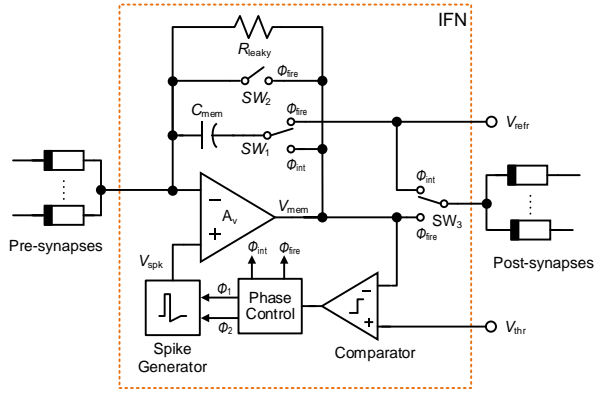 IFN
R_leaky
Φ_fire
SW_2
C_mem
Φ_fire
SW_1
Φ_int
V_refr
Φ_int
SW_3
Φ_fire
−
A_v
+
V_mem
Pre-synapses
Post-synapses
V_spk
Φ_int
Φ_fire
Φ_1
Φ_2
Phase
Control
−
+
V_thr
Spike
Generator
Comparator